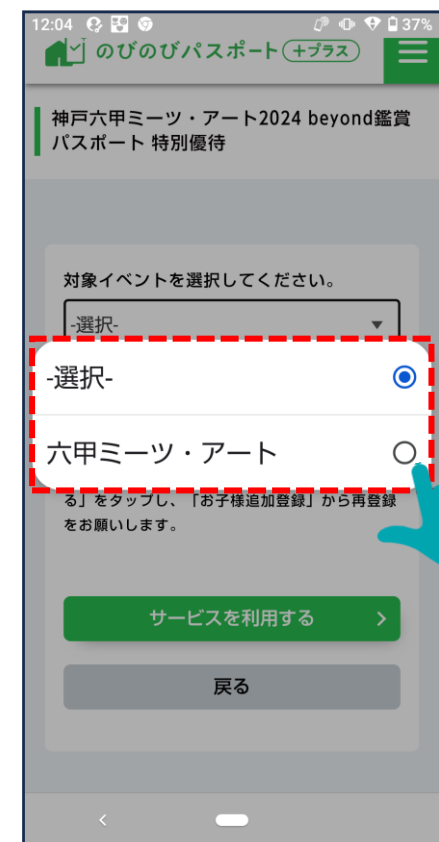 12:04
37%
のびのびパスポート +プラス
神戸六甲ミーツ・アート2024 beyond鑑賞
パスポート 特別優待
対象イベントを選択してください。
-選択-
-選択-
六甲ミーツ・アート
る」をタップし、「お子様追加登録」から再登録
をお願いします。
サービスを利用する
戻る